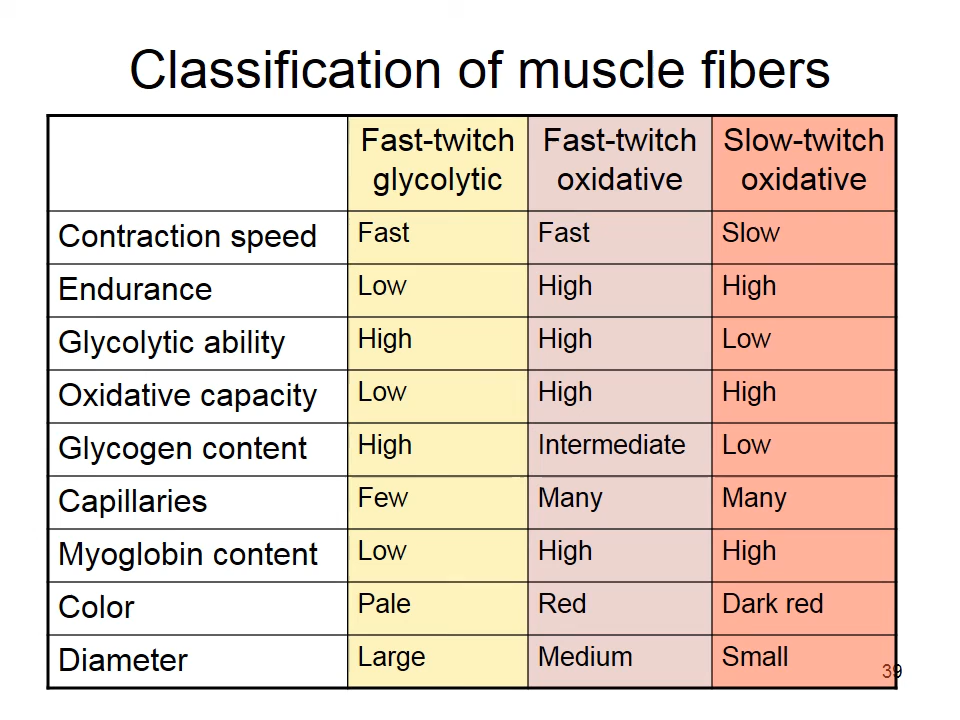 Classification of muscle fibers
Fast-twitch glycolytic Fast-twitch oxidative Slow-twitch oxidative
Contraction speed Fast Fast Slow
Endurance Low High High
Glycolytic ability High High Low
Oxidative capacity Low High High
Glycogen content High Intermediate Low
Capillaries Few Many Many
Myoglobin content Low High High
Color Pale Red Dark red
Diameter Large Medium Small
39